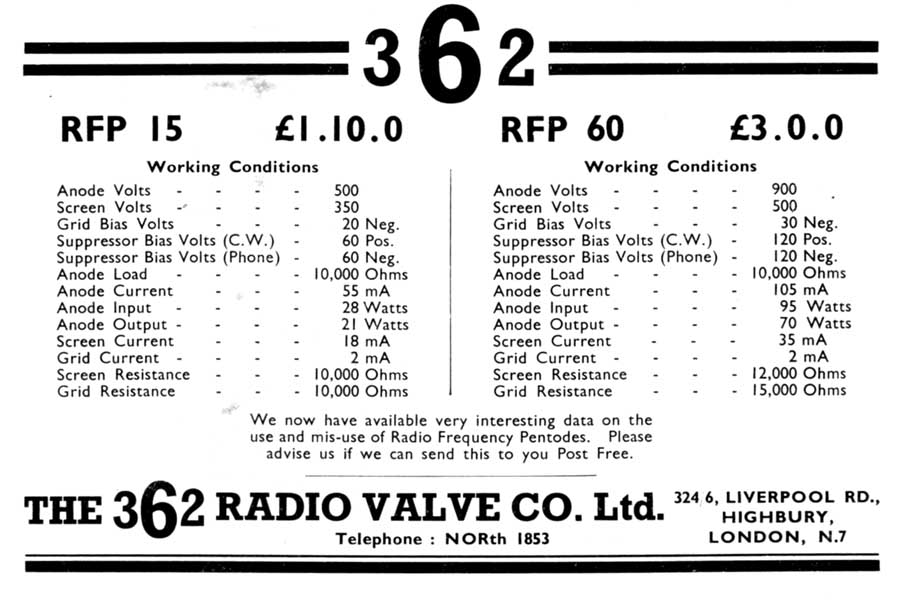 362
RFP 15 £1.10.0
Working Conditions
Anode Volts - - - - 500
Screen Volts - - - - 350
Grid Bias Volts - - - 20 Neg.
Suppressor Bias Volts (C.W.) - 60 Pos.
Suppressor Bias Volts (Phone) - 60 Neg.
Anode Load - - - - 10,000 Ohms
Anode Current - - - 55 mA
Anode Input - - - - 28 Watts
Anode Output - - - - 21 Watts
Screen Current - - - 18 mA
Grid Current - - - - 2 mA
Screen Resistance - - - 10,000 Ohms
Grid Resistance - - - 10,000 Ohms
RFP 60 £3.0.0
Working Conditions
Anode Volts - - - - 900
Screen Volts - - - - 500
Grid Bias Volts - - - 30 Neg.
Suppressor Bias Volts (C.W.) - 120 Pos.
Suppressor Bias Volts (Phone) - 120 Neg.
Anode Load - - - - 10,000 Ohms
Anode Current - - - 105 mA
Anode Input - - - - 95 Watts
Anode Output - - - - 70 Watts
Screen Current - - - 35 mA
Grid Current - - - - 2 mA
Screen Resistance - - - 12,000 Ohms
Grid Resistance - - - 15,000 Ohms
We now have available very interesting data on the
use and mis-use of Radio Frequency Pentodes. Please
advise us if we can send this to you Post Free.
THE 362 RADIO VALVE CO. Ltd.
Telephone : NORth 1853
324/6, LIVERPOOL RD.,
HIGHBURY,
LONDON, N.7